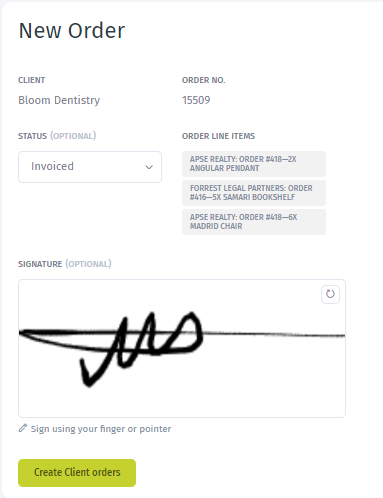 New Order
CLIENT
ORDER NO.
Bloom Dentistry
15509
STATUS (OPTIONAL)
ORDER LINE ITEMS
Invoiced
APSE REALTY: ORDER #418—2X
ANGULAR PENDANT
FORREST LEGAL PARTNERS: ORDER
#416—5X SAMARI BOOKSHELF
APSE REALTY: ORDER #418—6X
MADRID CHAIR
SIGNATURE (OPTIONAL)
Sign using your finger or pointer
Create Client orders